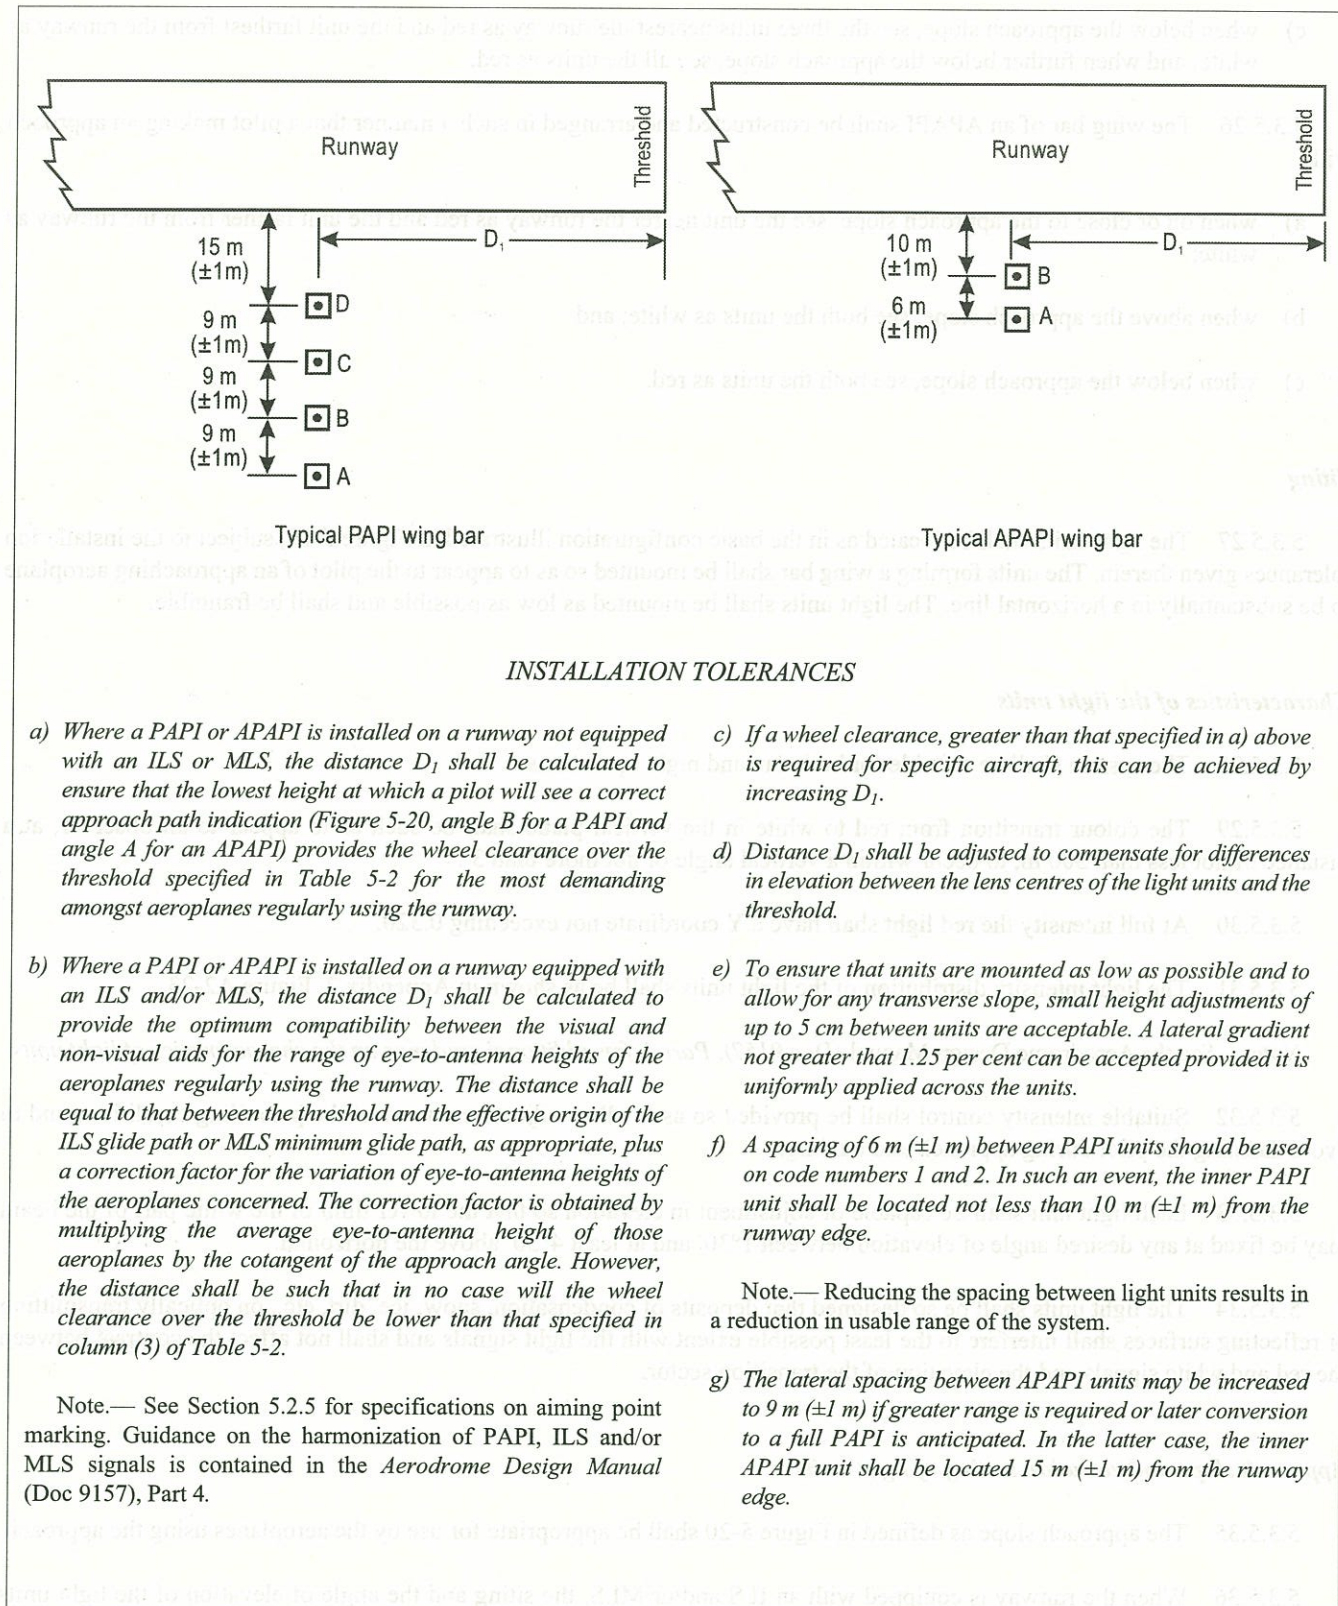 Runway
Threshold
15 m
(±1m)
D1
D
9 m
(±1m)
C
9 m
(±1m)
B
9 m
(±1m)
A
Typical PAPI wing bar
Runway
Threshold
10 m
(±1m)
D1
B
6 m
(±1m)
A
Typical APAPI wing bar
INSTALLATION TOLERANCES
a) Where a PAPI or APAPI is installed on a runway not equipped
with an ILS or MLS, the distance D1 shall be calculated to
ensure that the lowest height at which a pilot will see a correct
approach path indication (Figure 5-20, angle B for a PAPI and
angle A for an APAPI) provides the wheel clearance over the
threshold specified in Table 5-2 for the most demanding
amongst aeroplanes regularly using the runway.
b) Where a PAPI or APAPI is installed on a runway equipped with
an ILS and/or MLS, the distance D1 shall be calculated to
provide the optimum compatibility between the visual and
non-visual aids for the range of eye-to-antenna heights of the
aeroplanes regularly using the runway. The distance shall be
equal to that between the threshold and the effective origin of the
ILS glide path or MLS minimum glide path, as appropriate, plus
a correction factor for the variation of eye-to-antenna heights of
the aeroplanes concerned. The correction factor is obtained by
multiplying the average eye-to-antenna height of those
aeroplanes by the cotangent of the approach angle. However,
the distance shall be such that in no case will the wheel
clearance over the threshold be lower than that specified in
column (3) of Table 5-2.
Note.— See Section 5.2.5 for specifications on aiming point
marking. Guidance on the harmonization of PAPI, ILS and/or
MLS signals is contained in the Aerodrome Design Manual
(Doc 9157), Part 4.
c) If a wheel clearance, greater than that specified in a) above
is required for specific aircraft, this can be achieved by
increasing D1.
d) Distance D1 shall be adjusted to compensate for differences
in elevation between the lens centres of the light units and the
threshold.
e) To ensure that units are mounted as low as possible and to
allow for any transverse slope, small height adjustments of
up to 5 cm between units are acceptable. A lateral gradient
not greater that 1.25 per cent can be accepted provided it is
uniformly applied across the units.
f) A spacing of 6 m (±1 m) between PAPI units should be used
on code numbers 1 and 2. In such an event, the inner PAPI
unit shall be located not less than 10 m (±1 m) from the
runway edge.
Note.— Reducing the spacing between light units results in
a reduction in usable range of the system.
g) The lateral spacing between APAPI units may be increased
to 9 m (±1 m) if greater range is required or later conversion
to a full PAPI is anticipated. In the latter case, the inner
APAPI unit shall be located 15 m (±1 m) from the runway
edge.